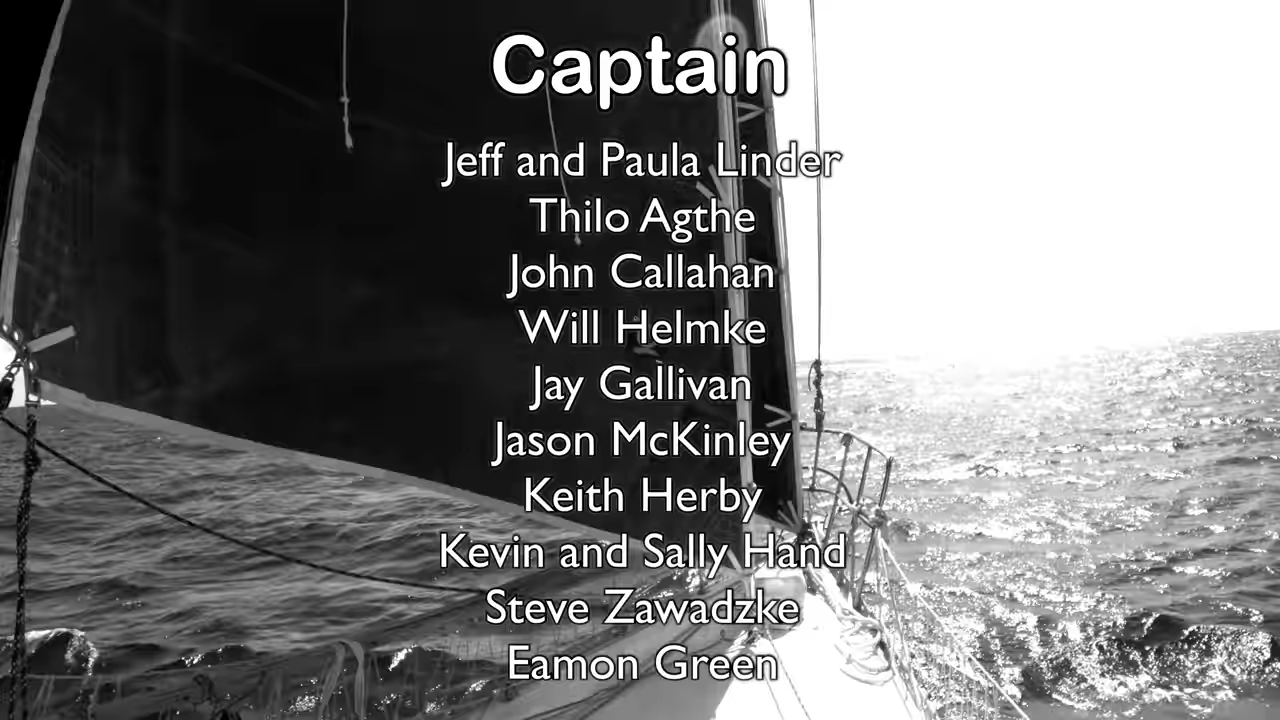 Captain
Jeff and Paula Linder
Thilo Agthe
John Callahan
Will Helmke
Jay Gallivan
Jason McKinley
Keith Herby
Kevin and Sally Hand
Steve Zawadzke
Eamon Green